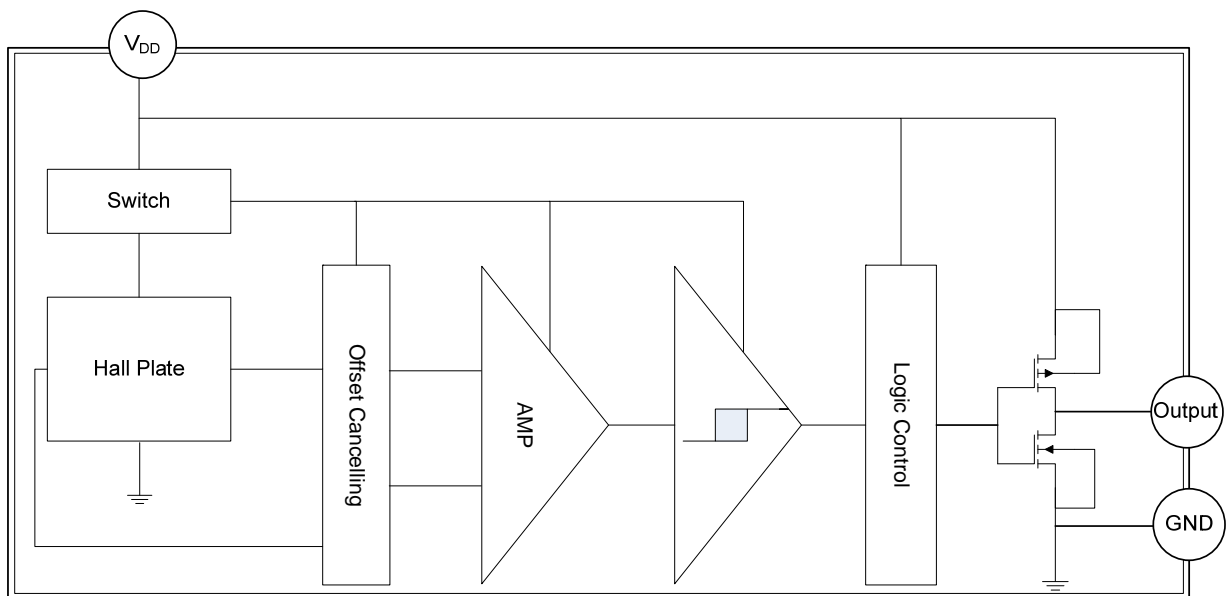 VDD
Switch
Hall Plate
Offset Cancelling
AMP
Logic Control
Output
GND